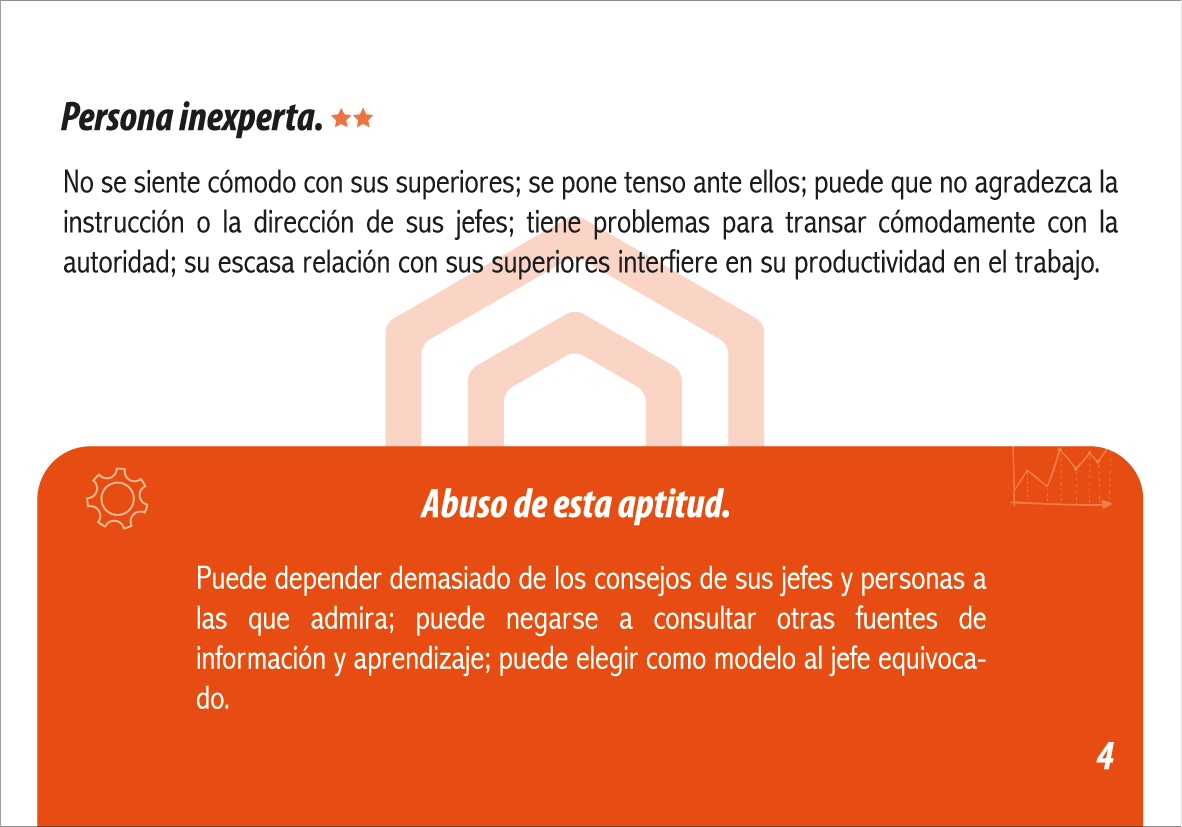 Persona inexperta.
No se siente cómodo con sus superiores; se pone tenso ante ellos; puede que no agradezca la
instrucción o la dirección de sus jefes; tiene problemas para transar cómodamente con la
autoridad; su escasa relación con sus superiores interfiere en su productividad en el trabajo.
Abuso de esta aptitud.
Puede depender demasiado de los consejos de sus jefes y personas a
las que admira; puede negarse a consultar otras fuentes de
información y aprendizaje; puede elegir como modelo al jefe equivoca-
do.
4